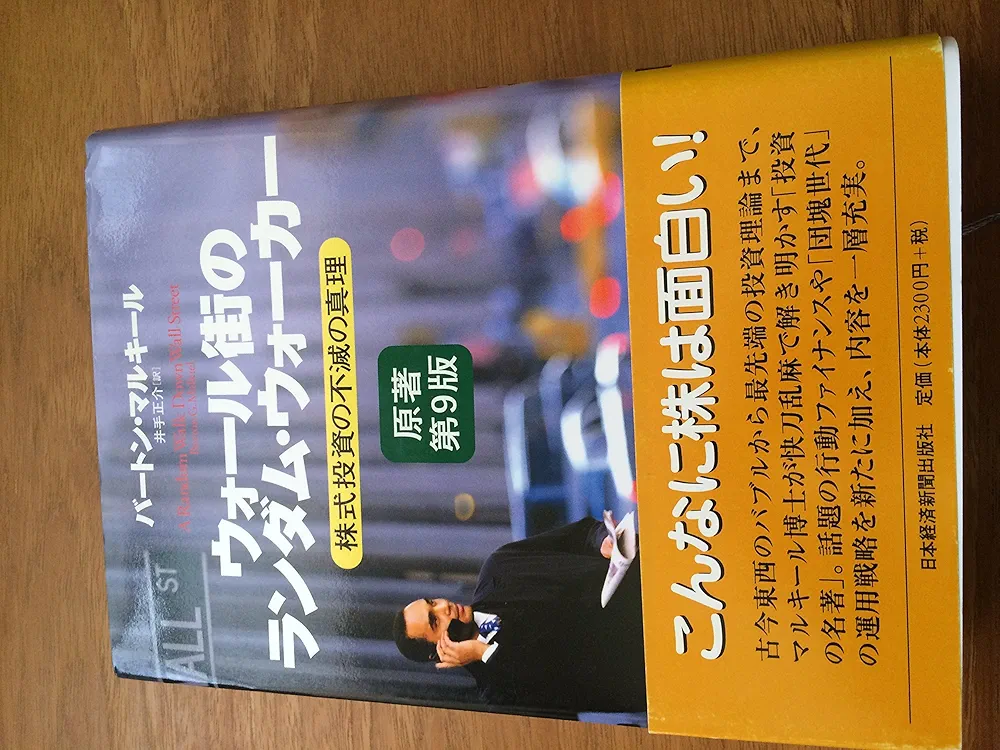 バートン・マルキール
井手正介[訳]
A Random Walk Down Wall Street
Burton G. Malkiel
ウォール街の
ランダム・ウォーカー
株式投資の不滅の真理
原著
第9版
ALL ST
こんなに株は面白い!
古今東西のバブルから最先端の投資理論まで、
マルキール博士が快刀乱麻で解き明かす「投資
の名著」。話題の行動ファイナンスや「団塊世代」
の運用戦略を新たに加え、内容を一層充実。
日本経済新聞出版社 定価(本体2300円+税)